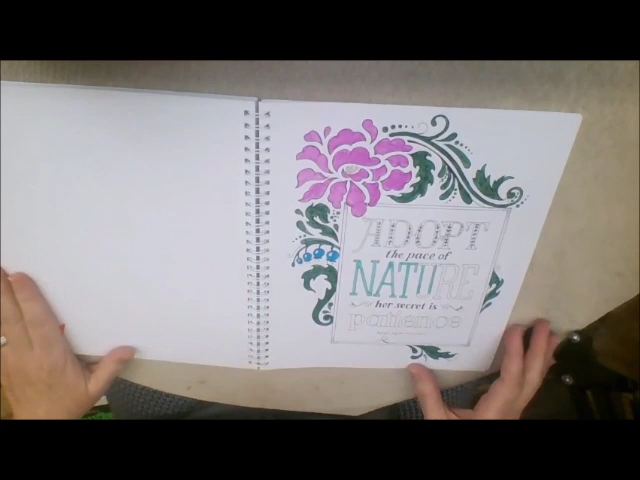 ADOPT
the pace of
NATURE
her secret is
patience